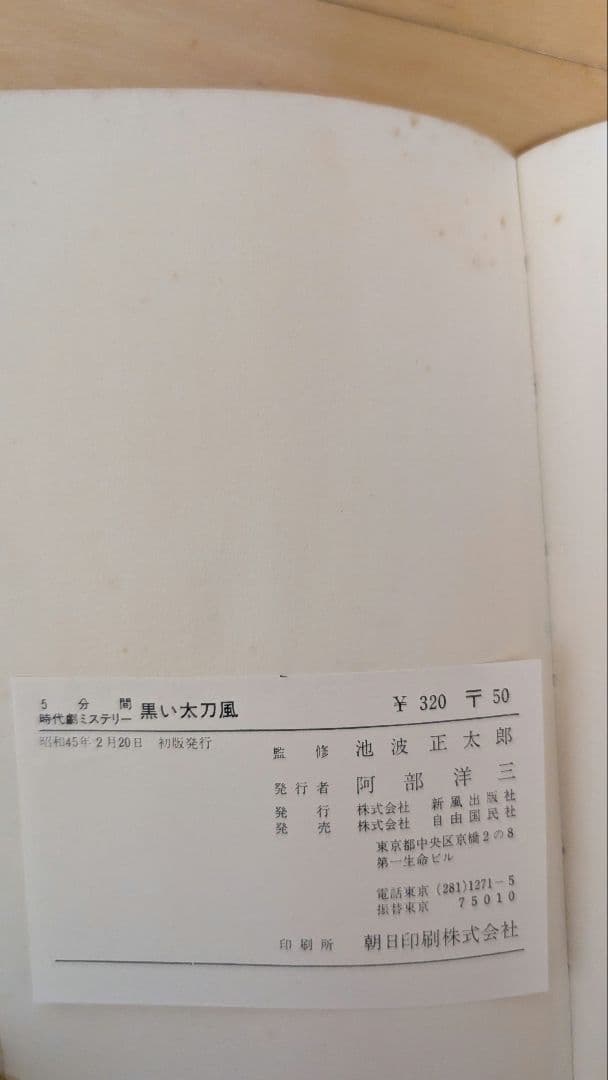 5分間
時代劇ミステリー 黒い太刀風
¥ 320 〒50
昭和45年2月20日 初版発行
監修 池波正太郎
発行者 阿部洋三
発行 株式会社 新風出版社
発売 株式会社 自由国民社
東京都中央区京橋2の8
第一生命ビル
電話東京 (281)1271-5
振替東京 75010
印刷所 朝日印刷株式会社